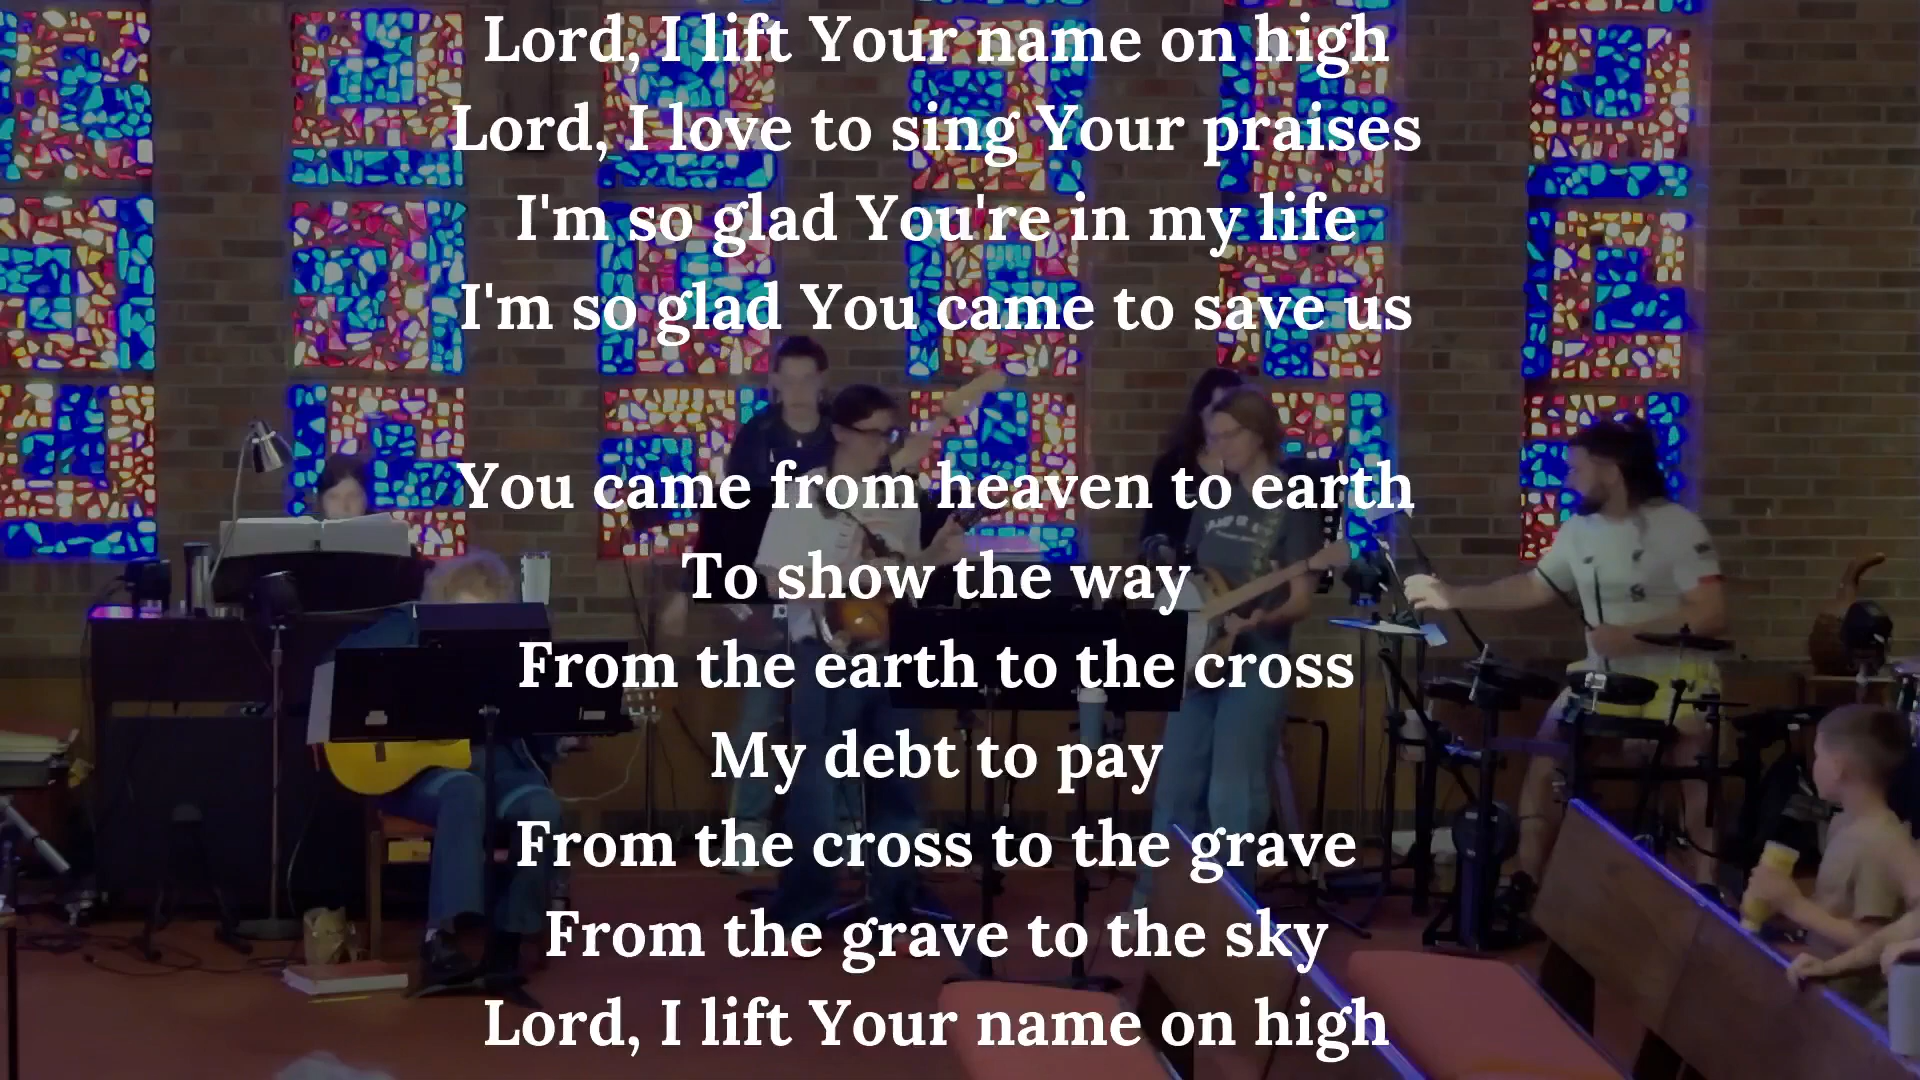 Lord, I lift Your name on high
Lord, I love to sing Your praises
I'm so glad You're in my life
I'm so glad You came to save us
You came from heaven to earth
To show the way
From the earth to the cross
My debt to pay
From the cross to the grave
From the grave to the sky
Lord, I lift Your name on high